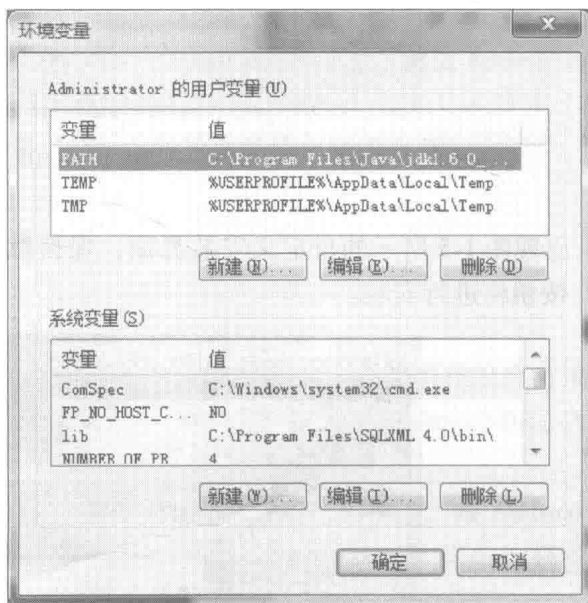 环境变量
Administrator 的用户变量(U)
变量 值
PATH C:\Program Files\Java\jdk1.6.0_...
TEMP %USERPROFILE%\AppData\Local\Temp
TMP %USERPROFILE%\AppData\Local\Temp
新建(N)... 编辑(E)... 删除(D)
系统变量(S)
变量 值
ComSpec C:\Windows\system32\cmd.exe
FP_NO_HOST_C... NO
lib C:\Program Files\SQLXML 4.0\bin\
NUMBER_OF_PR 4
新建(W)... 编辑(I)... 删除(L)
确定 取消